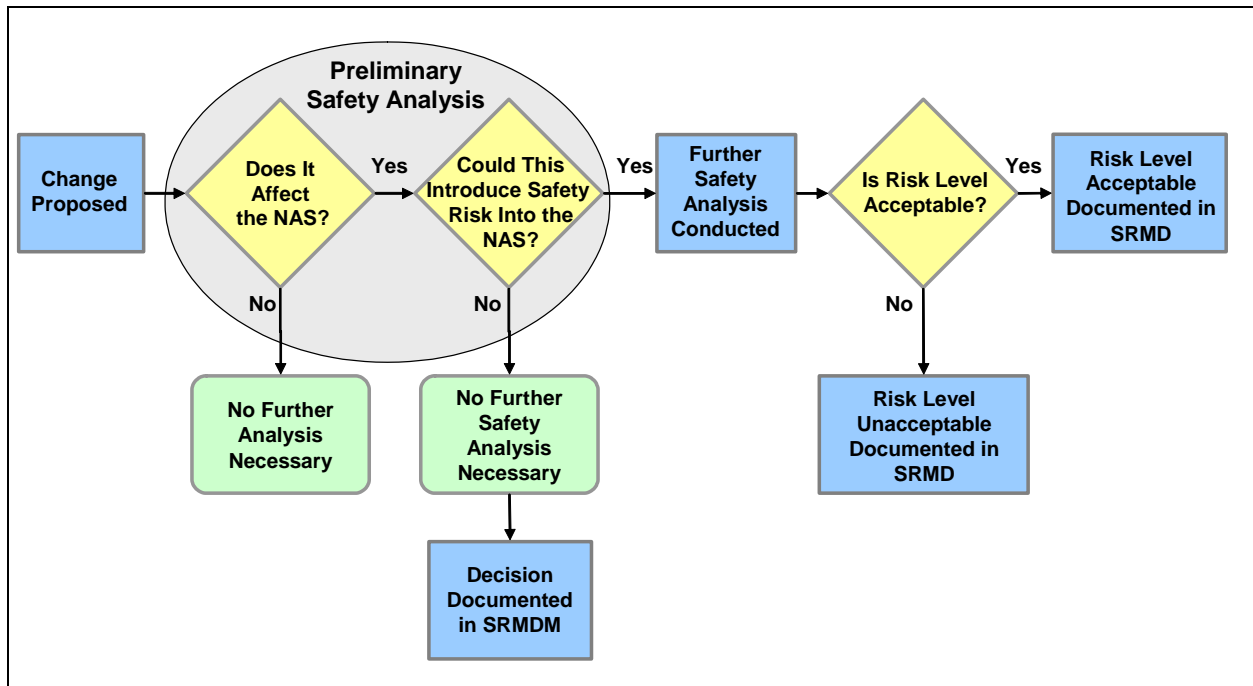 Preliminary
Safety Analysis
Change
Proposed
Does It
Affect
the NAS?
Yes
No
Could This
Introduce Safety
Risk Into the
NAS?
Yes
No
Further
Safety
Analysis
Conducted
Is Risk Level
Acceptable?
Yes
No
Risk Level
Acceptable
Documented in
SRMD
No Further
Analysis
Necessary
No Further
Safety
Analysis
Necessary
Risk Level
Unacceptable
Documented in
SRMD
Decision
Documented
in SRMDM